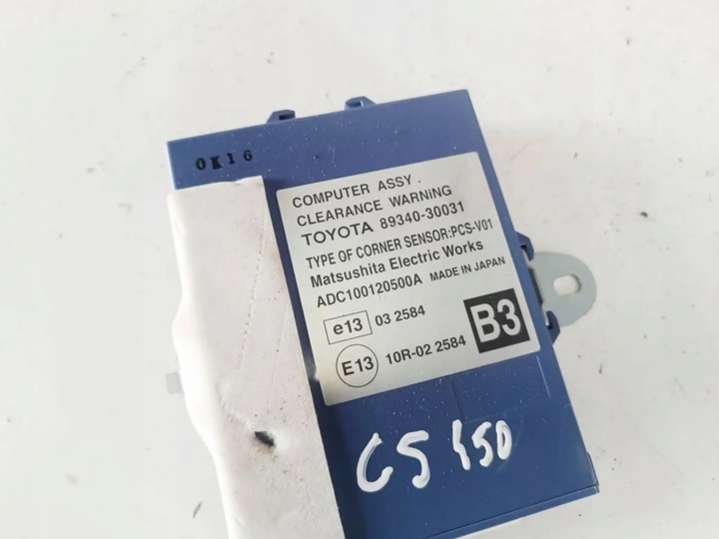 0K16
COMPUTER ASSY.
CLEARANCE WARNING
TOYOTA 89340-30031
TYPE OF CORNER SENSOR:PCS-V01
Matsushita Electric Works
ADC100120500A MADE IN JAPAN
e13 03 2584
E13 10R-02 2584
B3
GS 450